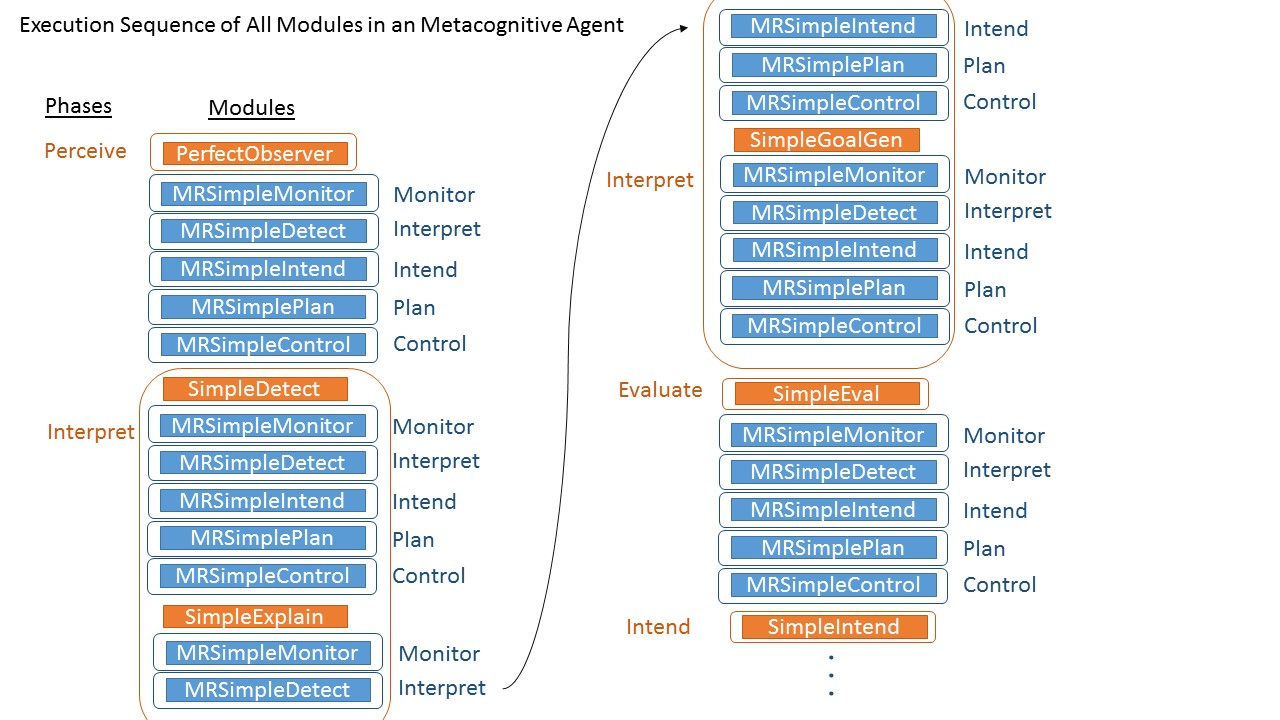 Execution Sequence of All Modules in an Metacognitive Agent
Phases Modules
Perceive PerfectObserver
MRSimpleMonitor Monitor
MRSimpleDetect Interpret
MRSimpleIntend Intend
MRSimplePlan Plan
MRSimpleControl Control
SimpleDetect
Interpret MRSimpleMonitor Monitor
MRSimpleDetect Interpret
MRSimpleIntend Intend
MRSimplePlan Plan
MRSimpleControl Control
SimpleExplain
MRSimpleMonitor Monitor
MRSimpleDetect Interpret
MRSimpleIntend Intend
MRSimplePlan Plan
MRSimpleControl Control
SimpleGoalGen
Interpret MRSimpleMonitor Monitor
MRSimpleDetect Interpret
MRSimpleIntend Intend
MRSimplePlan Plan
MRSimpleControl Control
Evaluate SimpleEval
MRSimpleMonitor Monitor
MRSimpleDetect Interpret
MRSimpleIntend Intend
MRSimplePlan Plan
MRSimpleControl Control
Intend SimpleIntend